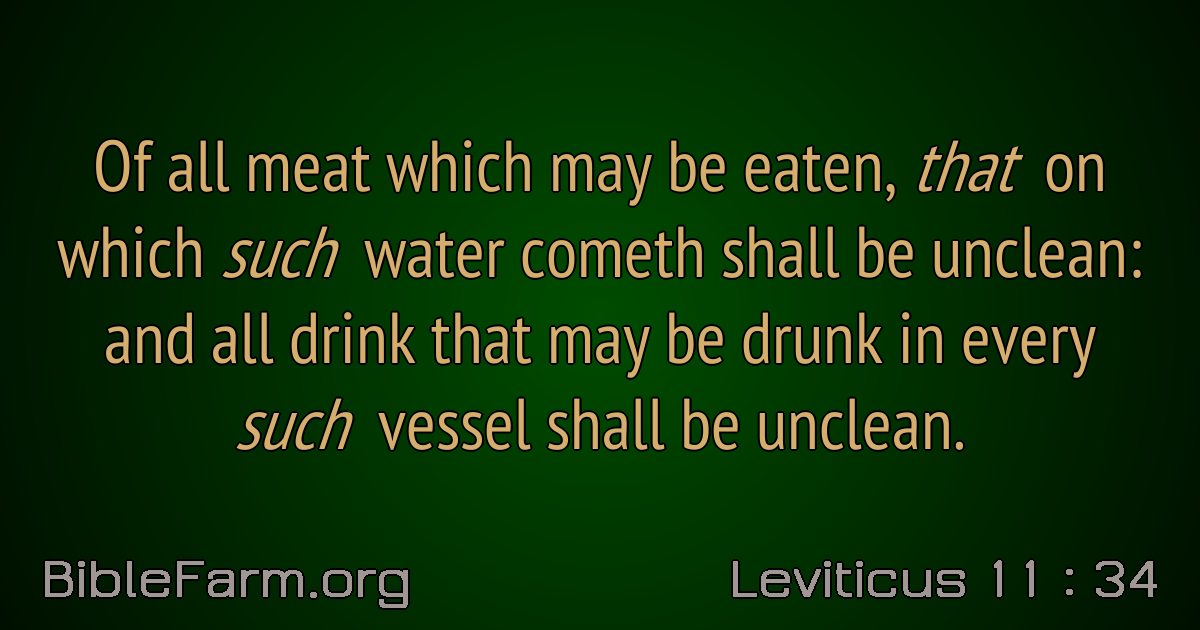 Of all meat which may be eaten, that on
which such water cometh shall be unclean:
and all drink that may be drunk in every
such vessel shall be unclean.
BibleFarm.org
Leviticus 11 : 34